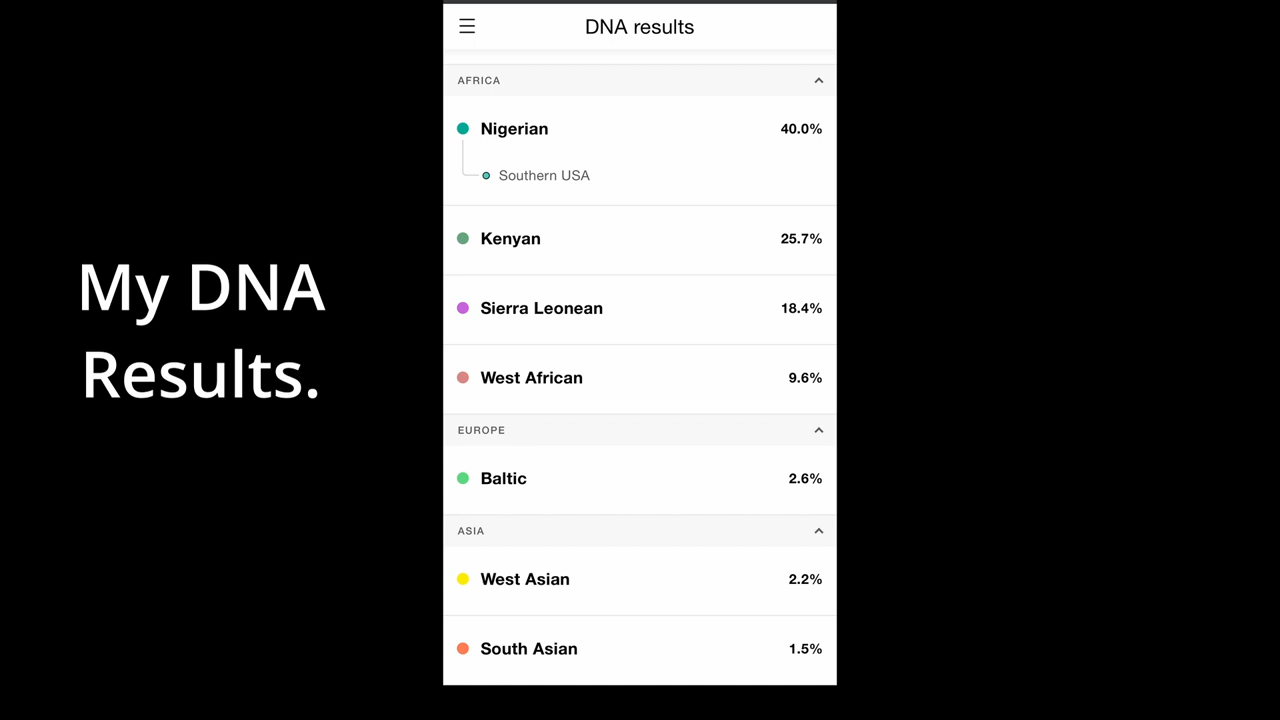 My DNA
Results.
DNA results
AFRICA
Nigerian 40.0%
Southern USA
Kenyan 25.7%
Sierra Leonean 18.4%
West African 9.6%
EUROPE
Baltic 2.6%
ASIA
West Asian 2.2%
South Asian 1.5%